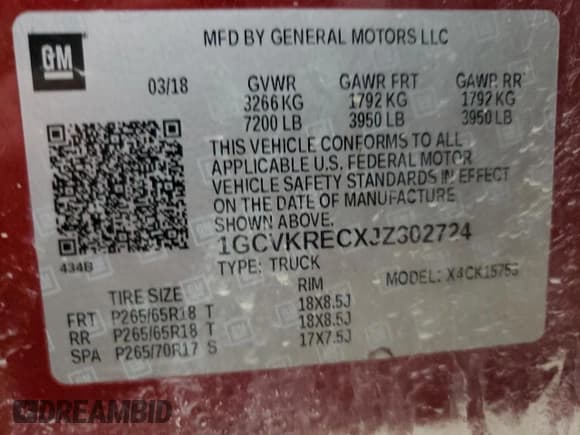 GM
MFD BY GENERAL MOTORS LLC
03/18 GVWR GAWR FRT GAWR RR
3266 KG 1792 KG 1792 KG
7200 LB 3950 LB 3950 LB
THIS VEHICLE CONFORMS TO ALL
APPLICABLE U.S. FEDERAL MOTOR
VEHICLE SAFETY STANDARDS IN EFFECT
ON THE DATE OF MANUFACTURE
SHOWN ABOVE.
1GCVKRECXJZ302724
434B
TYPE: TRUCK MODEL: X4CK15753
TIRE SIZE RIM
FRT P265/65R18 T 18X8.5J
RR P265/65R18 T 18X8.5J
SPA P265/70R17 S 17X7.5J
DREAMBID